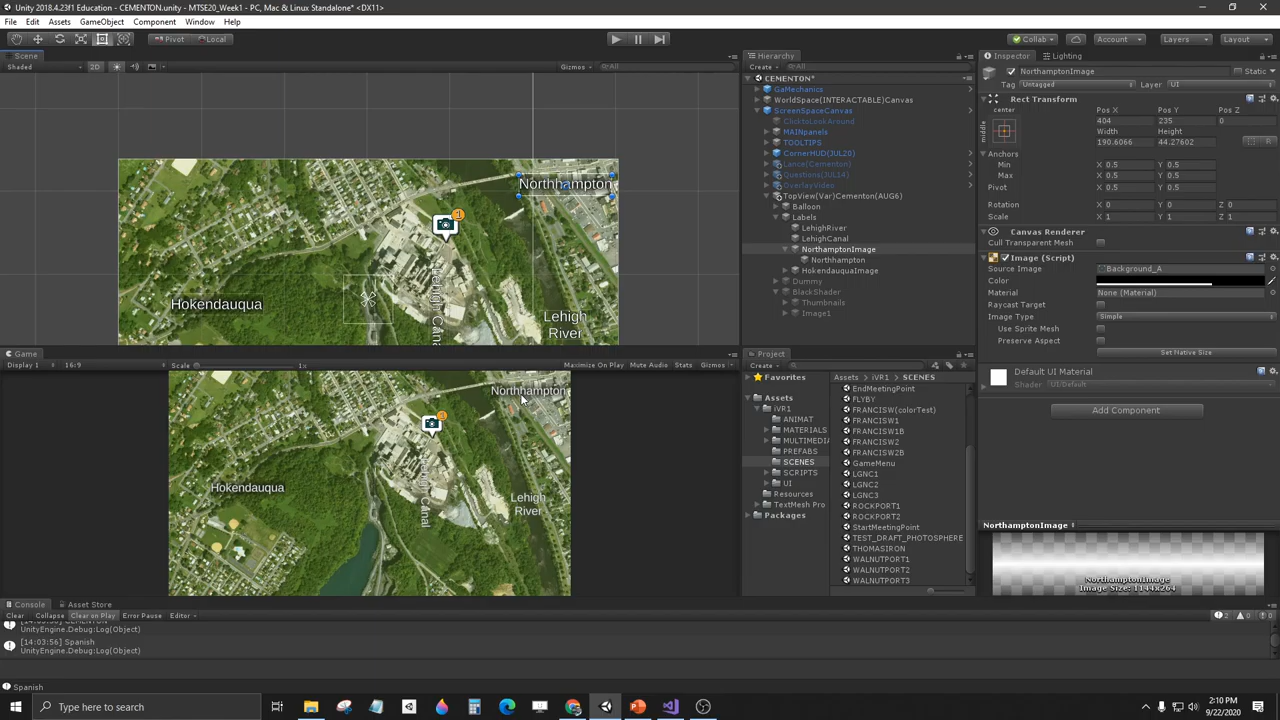 Unity 2018.4.23f1 Education - CEMENTON.unity - MTSE20_Week1 - PC, Mac & Linux Standalone* <DX11>
File Edit Assets GameObject Component Window Help
Pivot Local
Collab Account Layers Layout
Scene
Shaded 2D Gizmos All
Northhampton
1
Hokendauqua
Lehigh Canal
Lehigh
River
Game
Display 1 16:9 Scale 1x Maximize On Play Mute Audio Stats Gizmos
Northhampton
1
Hokendauqua
Lehigh Canal
Lehigh
River
Console Asset Store
Clear Collapse Clear on Play Error Pause Editor 2 0 0
UnityEngine.Debug:Log(Object)
[14:03:56] Spanish
UnityEngine.Debug:Log(Object)
Spanish
Hierarchy
Create All
CEMENTON*
GaMechanics
WorldSpace(INTERACTABLE)Canvas
ScreenSpaceCanvas
ClicktoLookAround
MAINpanels
TOOLTIPS
CornerHUD(JUL20)
Lance(Cementon)
Questions(JUL14)
OverlayVideo
TopView(Var)Cementon(AUG6)
Balloon
Labels
LehighRiver
LehighCanal
NorthamptonImage
Northhampton
HokendauquaImage
Dummy
BlackShader
Thumbnails
Image1
Project
Create
Favorites
Assets
iVR1
ANIMAT
MATERIALS
MULTIMEDIA
PREFABS
SCENES
SCRIPTS
UI
Resources
TextMesh Pro
Packages
Assets iVR1 SCENES
EndMeetingPoint
FLYBY
FRANCISW(colorTest)
FRANCISW1
FRANCISW1B
FRANCISW2
FRANCISW2B
GameMenu
LGNC1
LGNC2
LGNC3
ROCKPORT1
ROCKPORT2
StartMeetingPoint
TEST_DRAFT_PHOTOSPHERE
THOMASIRON
WALNUTPORT1
WALNUTPORT2
WALNUTPORT3
Inspector Lighting
NorthamptonImage Static
Tag Untagged Layer UI
Rect Transform
center Pos X Pos Y Pos Z
middle 404 235 0
Width Height
190.6066 44.27602 R
Anchors
Min X 0.5 Y 0.5
Max X 0.5 Y 0.5
Pivot X 0.5 Y 0.5
Rotation X 0 Y 0 Z 0
Scale X 1 Y 1 Z 1
Canvas Renderer
Cull Transparent Mesh
Image (Script)
Source Image Background_A
Color
Material None (Material)
Raycast Target
Image Type Simple
Use Sprite Mesh
Preserve Aspect
Set Native Size
Default UI Material
Shader UI/Default
Add Component
NorthamptonImage
NorthamptonImage
Image Size: 1144x264
Type here to search
2:10 PM
9/22/2020